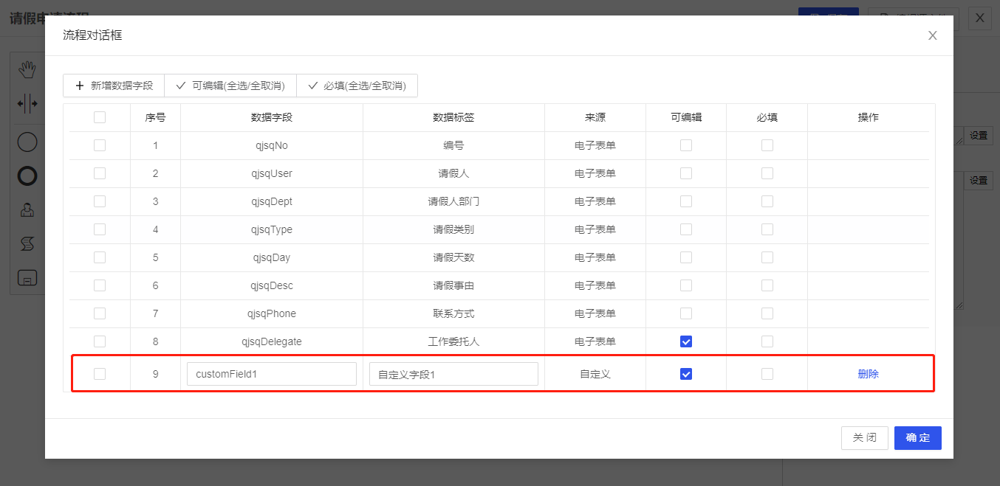 请假申请流程
流程对话框
新增数据字段 可编辑(全选/全取消) 必填(全选/全取消)
序号 数据字段 数据标签 来源 可编辑 必填 操作
1 qjsqNo 编号 电子表单
2 qjsqUser 请假人 电子表单
3 qjsqDept 请假人部门 电子表单
4 qjsqType 请假类别 电子表单
5 qjsqDay 请假天数 电子表单
6 qjsqDesc 请假事由 电子表单
7 qjsqPhone 联系方式 电子表单
8 qjsqDelegate 工作委托人 电子表单
9 customField1 自定义字段1 自定义 删除
设置
设置
关 闭 确 定